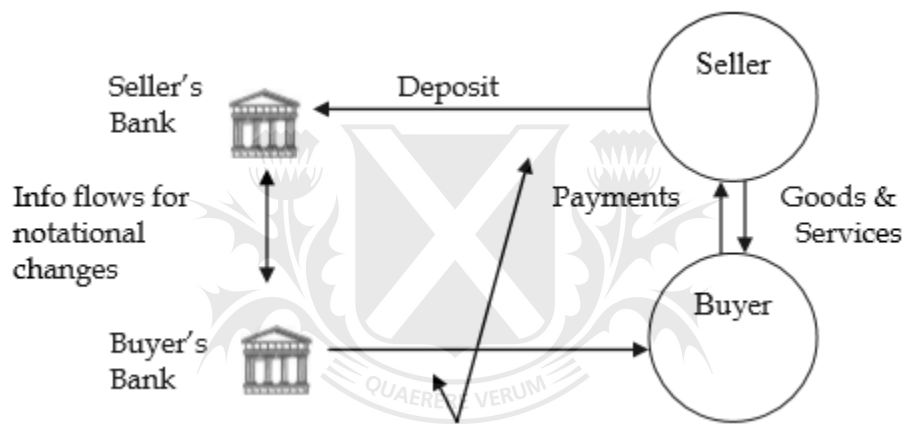 Seller
Seller's
Bank
Deposit
Info flows for
notational
changes
Payments
Goods &
Services
Buyer
Buyer's
Bank
QUAERERE VERUM